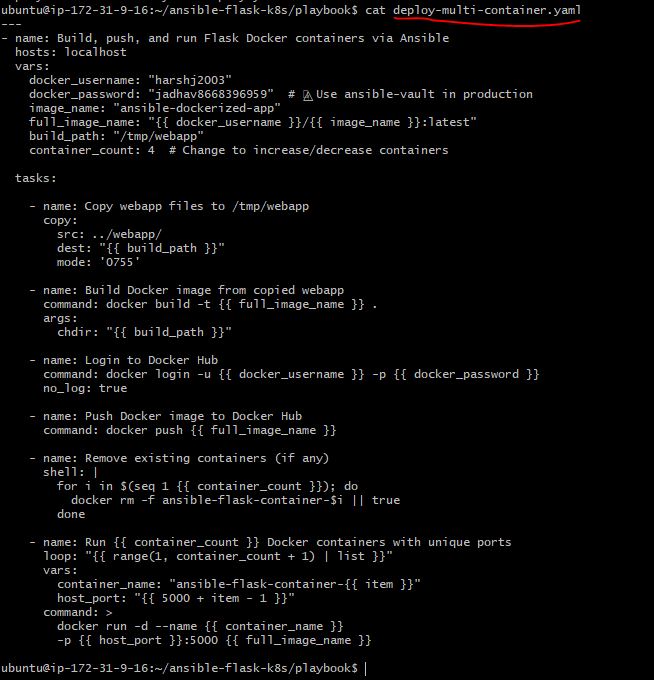 ubuntu@ip-172-31-9-16:~/ansible-flask-k8s/playbook$ cat deploy-multi-container.yaml
---
- name: Build, push, and run Flask Docker containers via Ansible
  hosts: localhost
  vars:
    docker_username: "harshj2003"
    docker_password: "jadhav8668396959"  # ⚠ Use ansible-vault in production
    image_name: "ansible-dockerized-app"
    full_image_name: "{{ docker_username }}/{{ image_name }}:latest"
    build_path: "/tmp/webapp"
    container_count: 4  # Change to increase/decrease containers

  tasks:

    - name: Copy webapp files to /tmp/webapp
      copy:
        src: ../webapp/
        dest: "{{ build_path }}"
        mode: '0755'

    - name: Build Docker image from copied webapp
      command: docker build -t {{ full_image_name }} .
      args:
        chdir: "{{ build_path }}"

    - name: Login to Docker Hub
      command: docker login -u {{ docker_username }} -p {{ docker_password }}
      no_log: true

    - name: Push Docker image to Docker Hub
      command: docker push {{ full_image_name }}

    - name: Remove existing containers (if any)
      shell: |
        for i in $(seq 1 {{ container_count }}); do
          docker rm -f ansible-flask-container-$i || true
        done

    - name: Run {{ container_count }} Docker containers with unique ports
      loop: "{{ range(1, container_count + 1) | list }}"
      vars:
        container_name: "ansible-flask-container-{{ item }}"
        host_port: "{{ 5000 + item - 1 }}"
      command: >
        docker run -d --name {{ container_name }}
        -p {{ host_port }}:5000 {{ full_image_name }}

ubuntu@ip-172-31-9-16:~/ansible-flask-k8s/playbook$